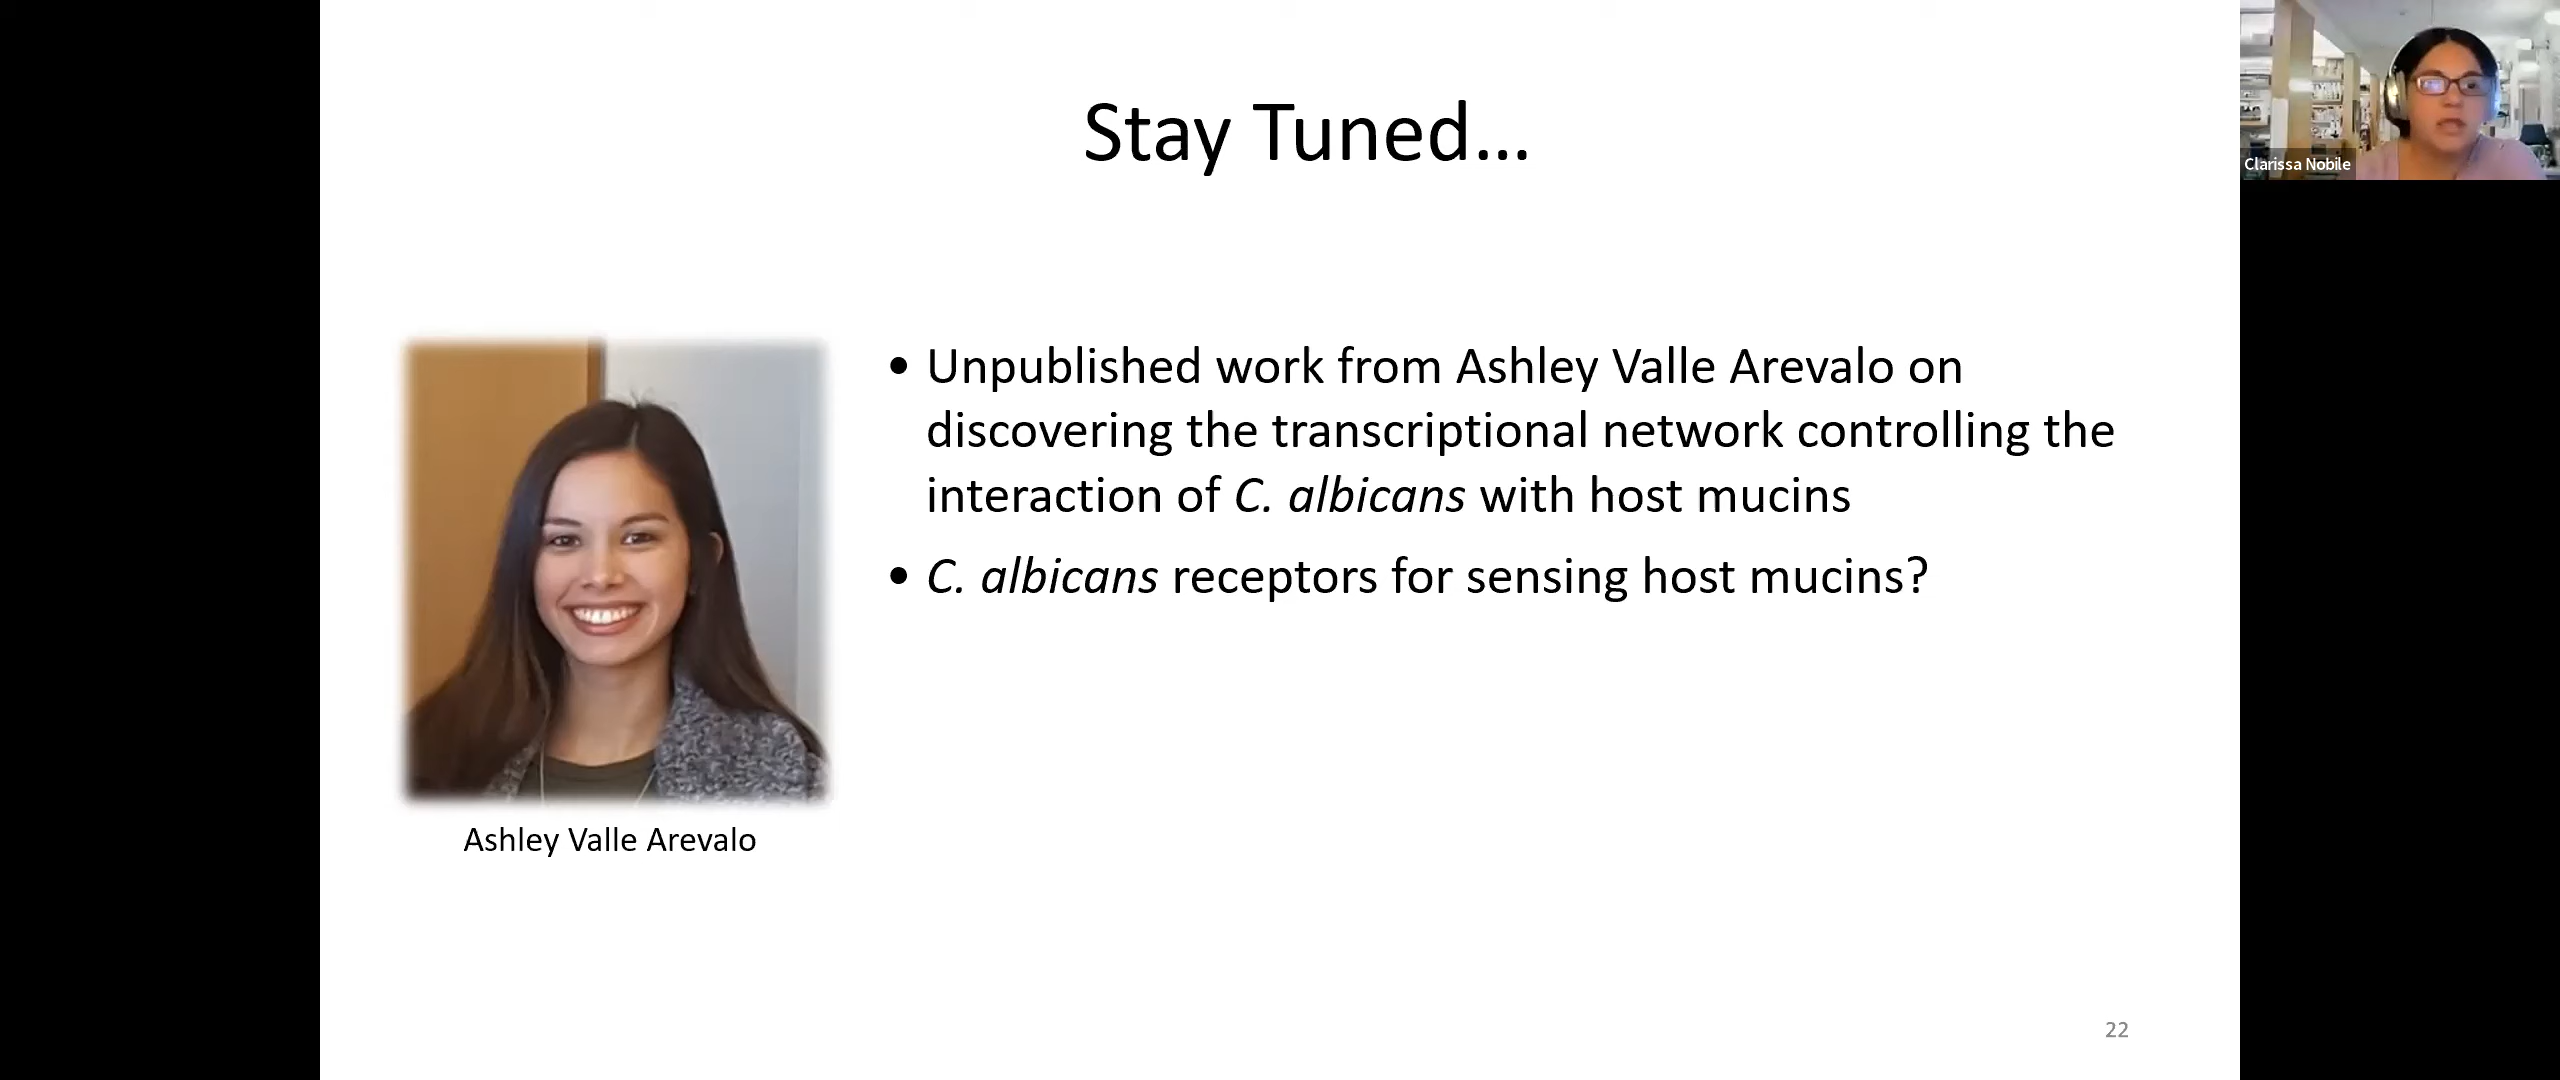 Stay Tuned...
Clarissa Nobile
• Unpublished work from Ashley Valle Arevalo on
discovering the transcriptional network controlling the
interaction of C. albicans with host mucins
• C. albicans receptors for sensing host mucins?
Ashley Valle Arevalo
22